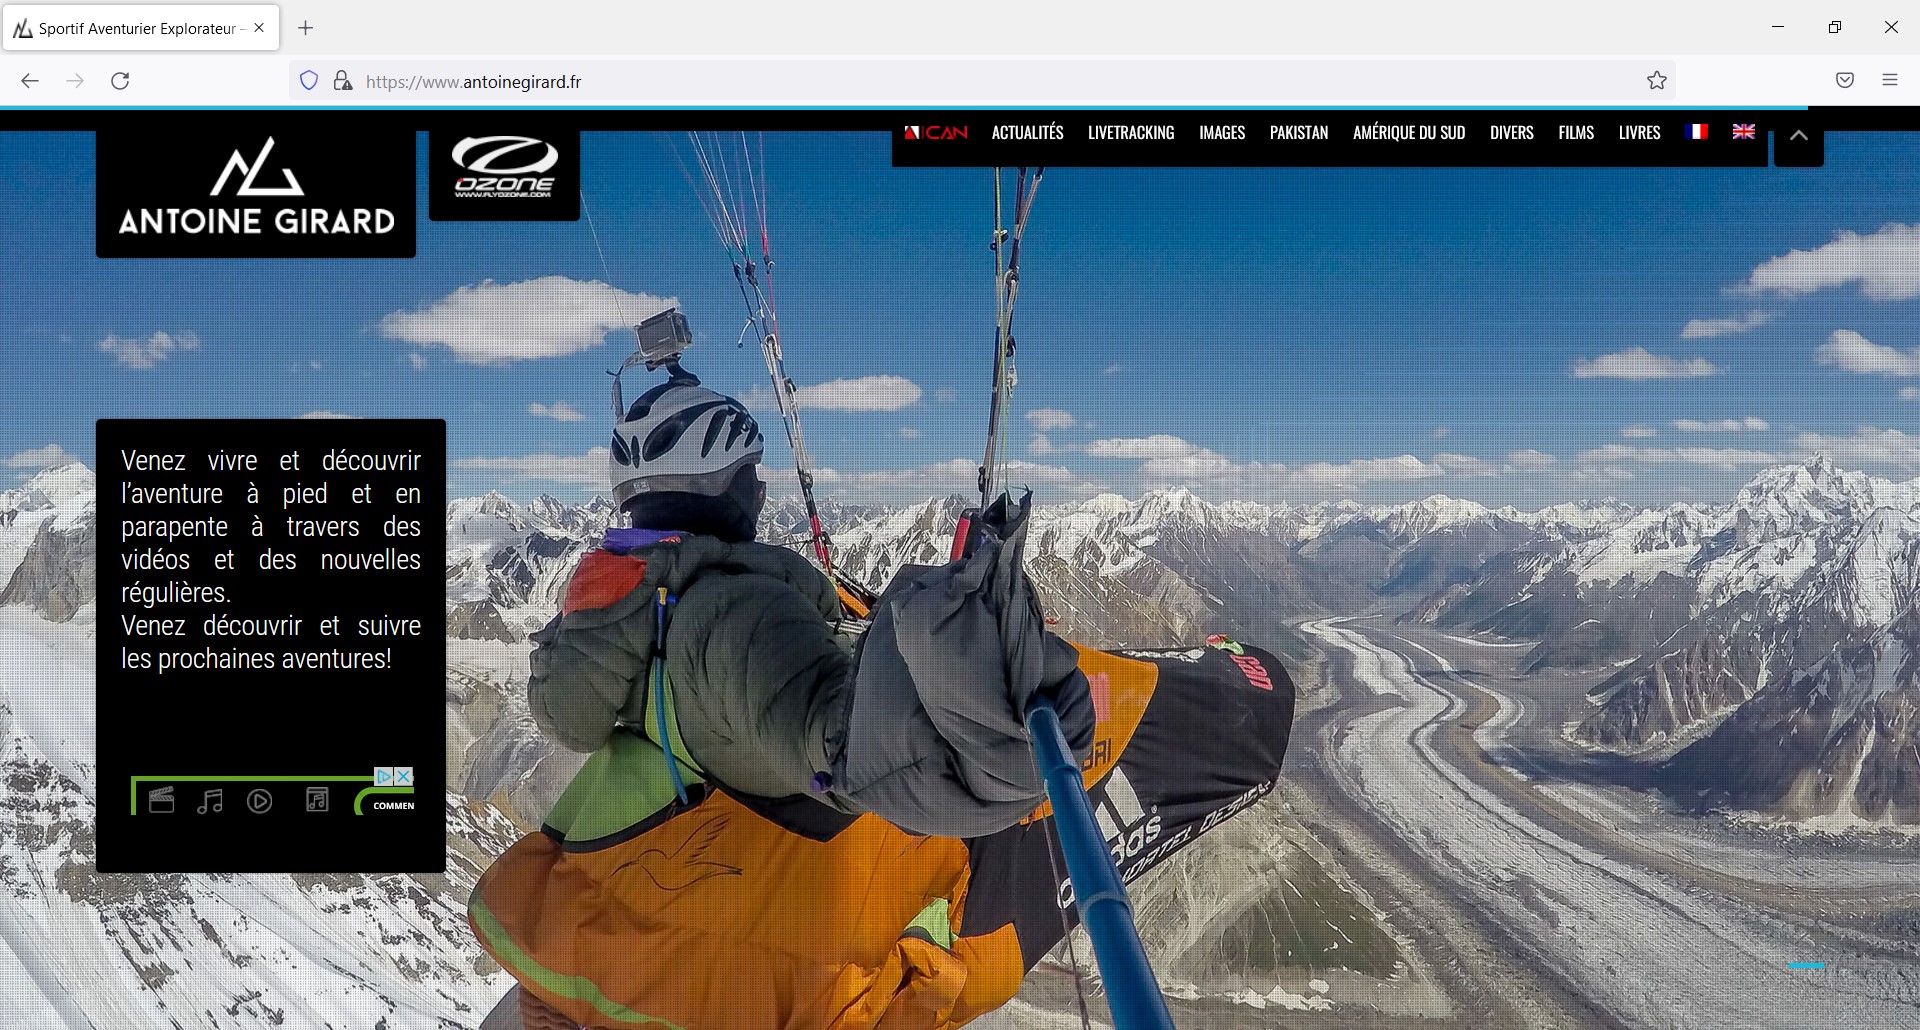 Sportif Aventurier Explorateur –
https://www.antoinegirard.fr
ANTOINE GIRARD
OZONE
WWW.FLYOZONE.COM
CAN
ACTUALITÉS
LIVETRACKING
IMAGES
PAKISTAN
AMÉRIQUE DU SUD
DIVERS
FILMS
LIVRES
Venez vivre et découvrir
l’aventure à pied et en
parapente à travers des
vidéos et des nouvelles
régulières.
Venez découvrir et suivre
les prochaines aventures!
COMMEN